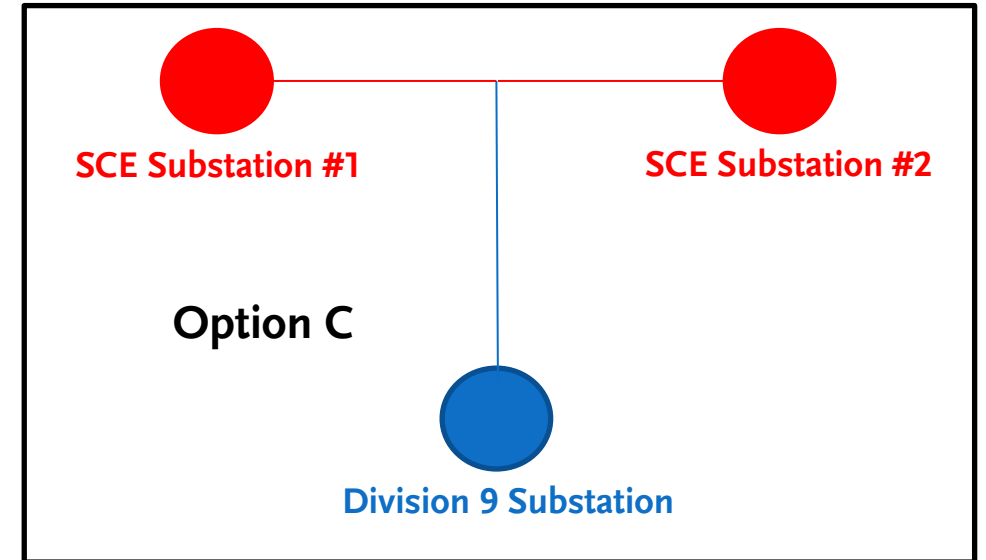 SCE Substation #1
SCE Substation #2
Option C
Division 9 Substation